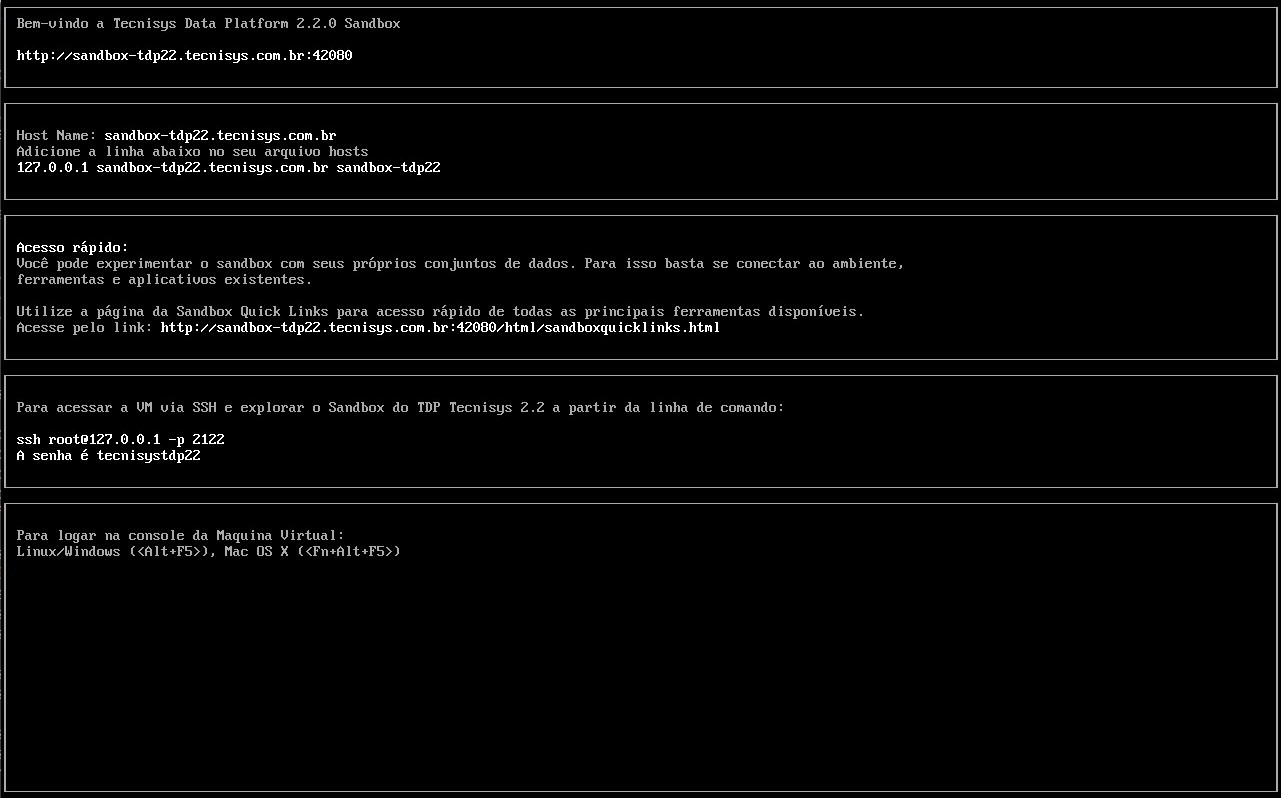 Bem-vindo a Tecnisys Data Platform 2.2.0 Sandbox
http://sandbox-tdp22.tecnisys.com.br:42080
Host Name: sandbox-tdp22.tecnisys.com.br
Adicione a linha abaixo no seu arquivo hosts
127.0.0.1 sandbox-tdp22.tecnisys.com.br sandbox-tdp22
Acesso rápido:
Você pode experimentar o sandbox com seus próprios conjuntos de dados. Para isso basta se conectar ao ambiente,
ferramentas e aplicativos existentes.
Utilize a página da Sandbox Quick Links para acesso rápido de todas as principais ferramentas disponíveis.
Acesse pelo link: http://sandbox-tdp22.tecnisys.com.br:42080/html/sandboxquicklinks.html
Para acessar a VM via SSH e explorar o Sandbox do TDP Tecnisys 2.2 a partir da linha de comando:
ssh root@127.0.0.1 -p 2122
A senha é tecnisystdp22
Para logar na console da Maquina Virtual:
Linux/Windows (<Alt+F5>), Mac OS X (<Fn+Alt+F5>)